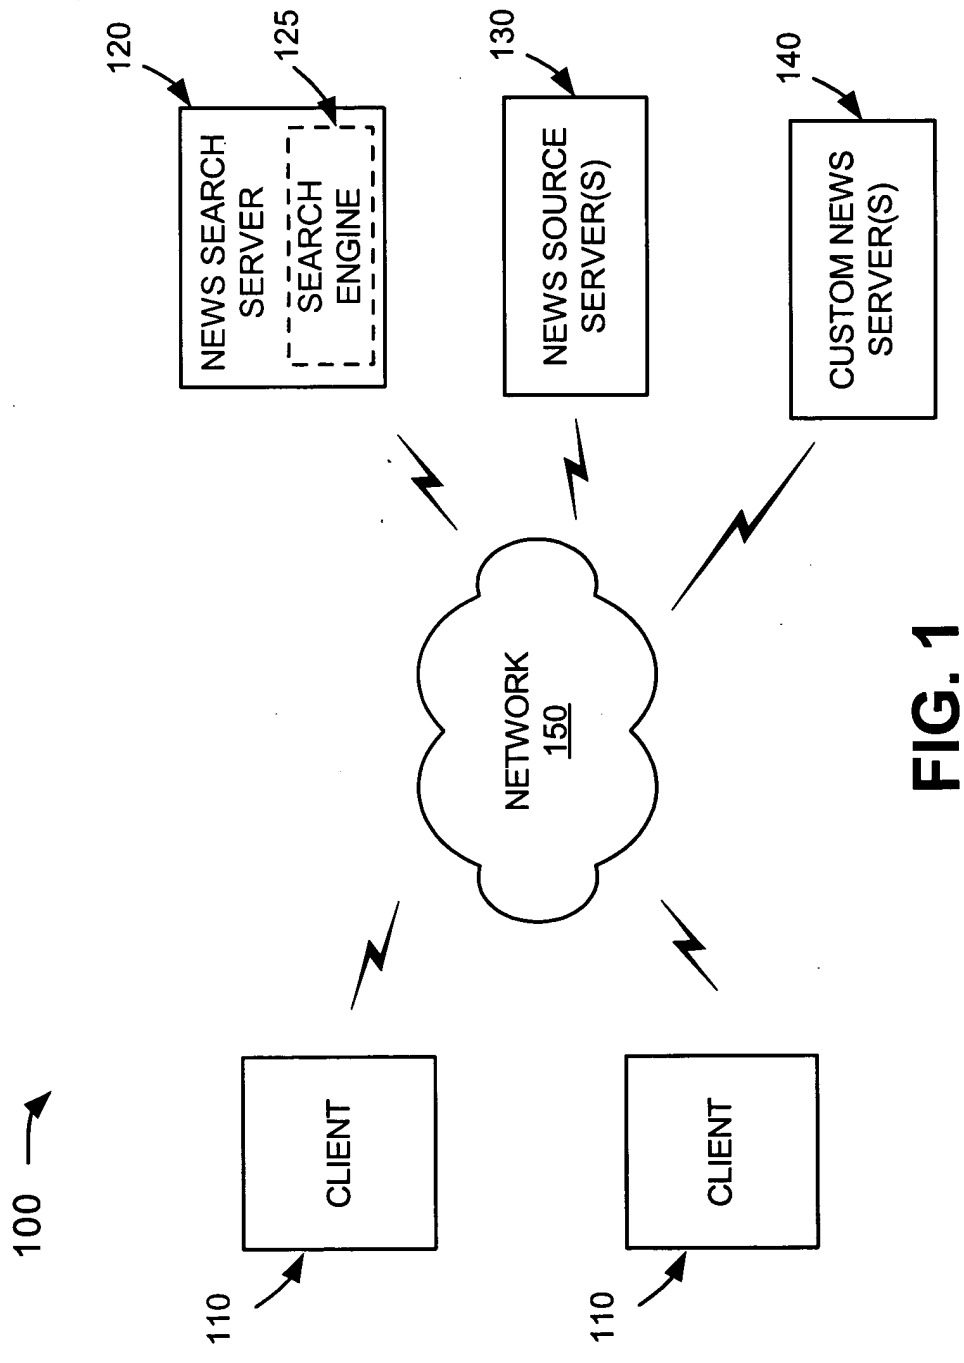 100
120
NEWS SEARCH
SERVER
125
SEARCH
ENGINE
110
CLIENT
130
NEWS SOURCE
SERVER(S)
NETWORK
150
110
CLIENT
140
CUSTOM NEWS
SERVER(S)
FIG. 1